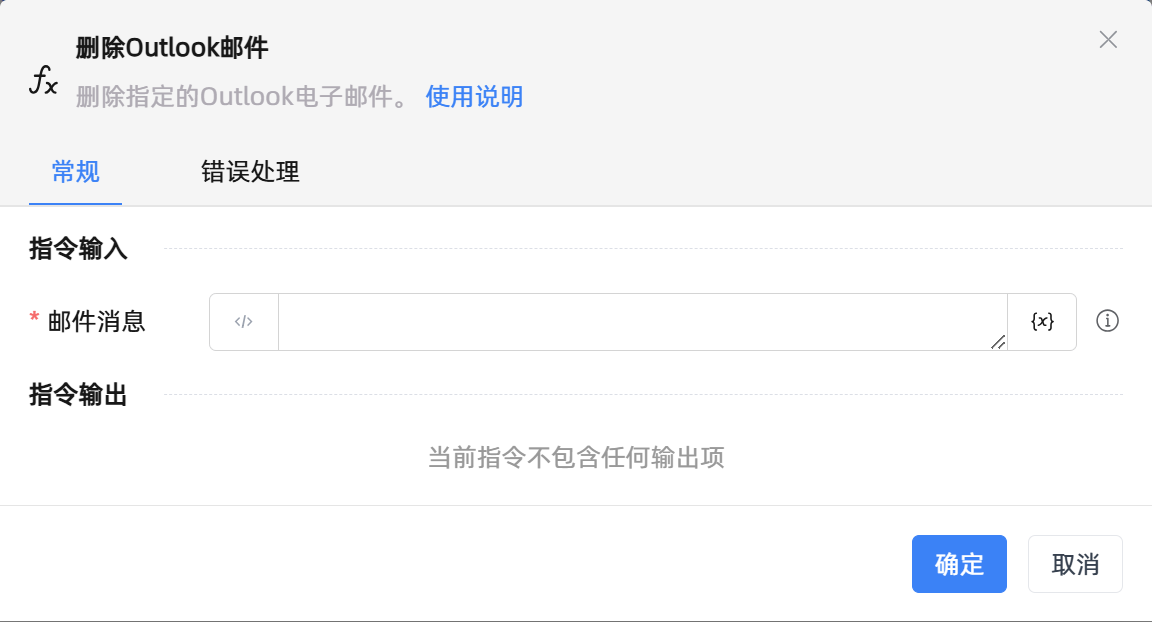 删除Outlook邮件
fx
删除指定的Outlook电子邮件。 使用说明
常规 错误处理
指令输入
* 邮件消息 </> {x}
指令输出
当前指令不包含任何输出项
确定 取消